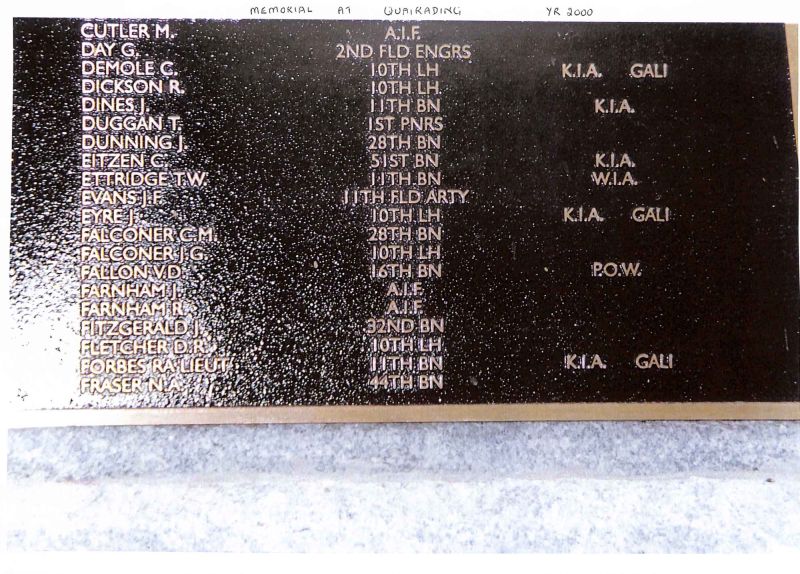 MEMORIAL AT QUAIRADING YR 2000
CUTLER M. A.I.F.
DAY G. 2ND FLD ENGRS
DEMOLE C. 10TH LH K.I.A. GALI
DICKSON R. 10TH LH
DINES J. 11TH BN K.I.A.
DUGGAN T. 1ST PNRS
DUNNING J. 28TH BN
EITZEN C. 51ST BN K.I.A.
ETTRIDGE T.W. 11TH BN W.I.A.
EVANS J.F. 11TH FLD ARTY
EYRE J. 10TH LH K.I.A. GALI
FALCONER C.M. 28TH BN
FALCONER J.G. 10TH LH
FALLON V.D. 16TH BN P.O.W.
FARNHAM J. A.I.F.
FARNHAM R. A.I.F.
FITZGERALD J. 32ND BN
FLETCHER D.R. 10TH LH
FORBES R.A. LIEUT 11TH BN K.I.A. GALI
FRASER N.A. 44TH BN